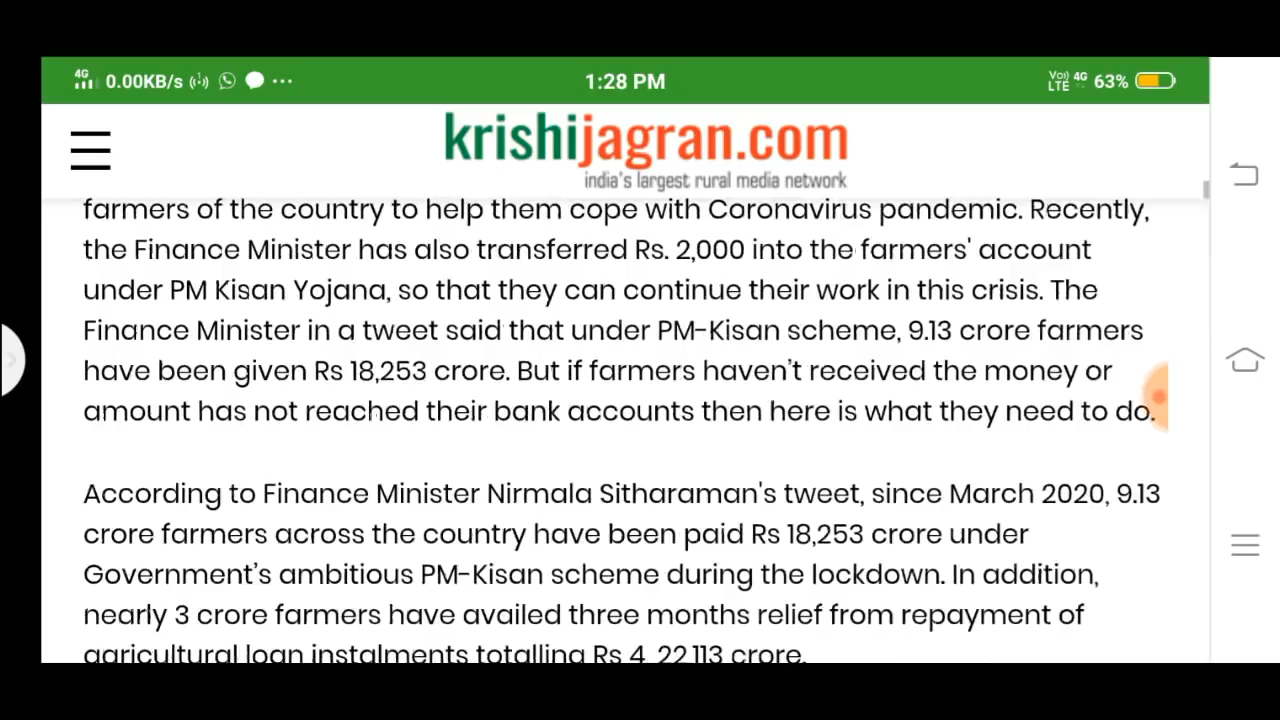 4G 0.00KB/s ... 1:28 PM Vo) LTE 4G 63%
krishijagran.com
india's largest rural media network
farmers of the country to help them cope with Coronavirus pandemic. Recently,
the Finance Minister has also transferred Rs. 2,000 into the farmers' account
under PM Kisan Yojana, so that they can continue their work in this crisis. The
Finance Minister in a tweet said that under PM-Kisan scheme, 9.13 crore farmers
have been given Rs 18,253 crore. But if farmers haven't received the money or
amount has not reached their bank accounts then here is what they need to do.
According to Finance Minister Nirmala Sitharaman's tweet, since March 2020, 9.13
crore farmers across the country have been paid Rs 18,253 crore under
Government's ambitious PM-Kisan scheme during the lockdown. In addition,
nearly 3 crore farmers have availed three months relief from repayment of
agricultural loan instalments totalling Rs 4,22,113 crore.